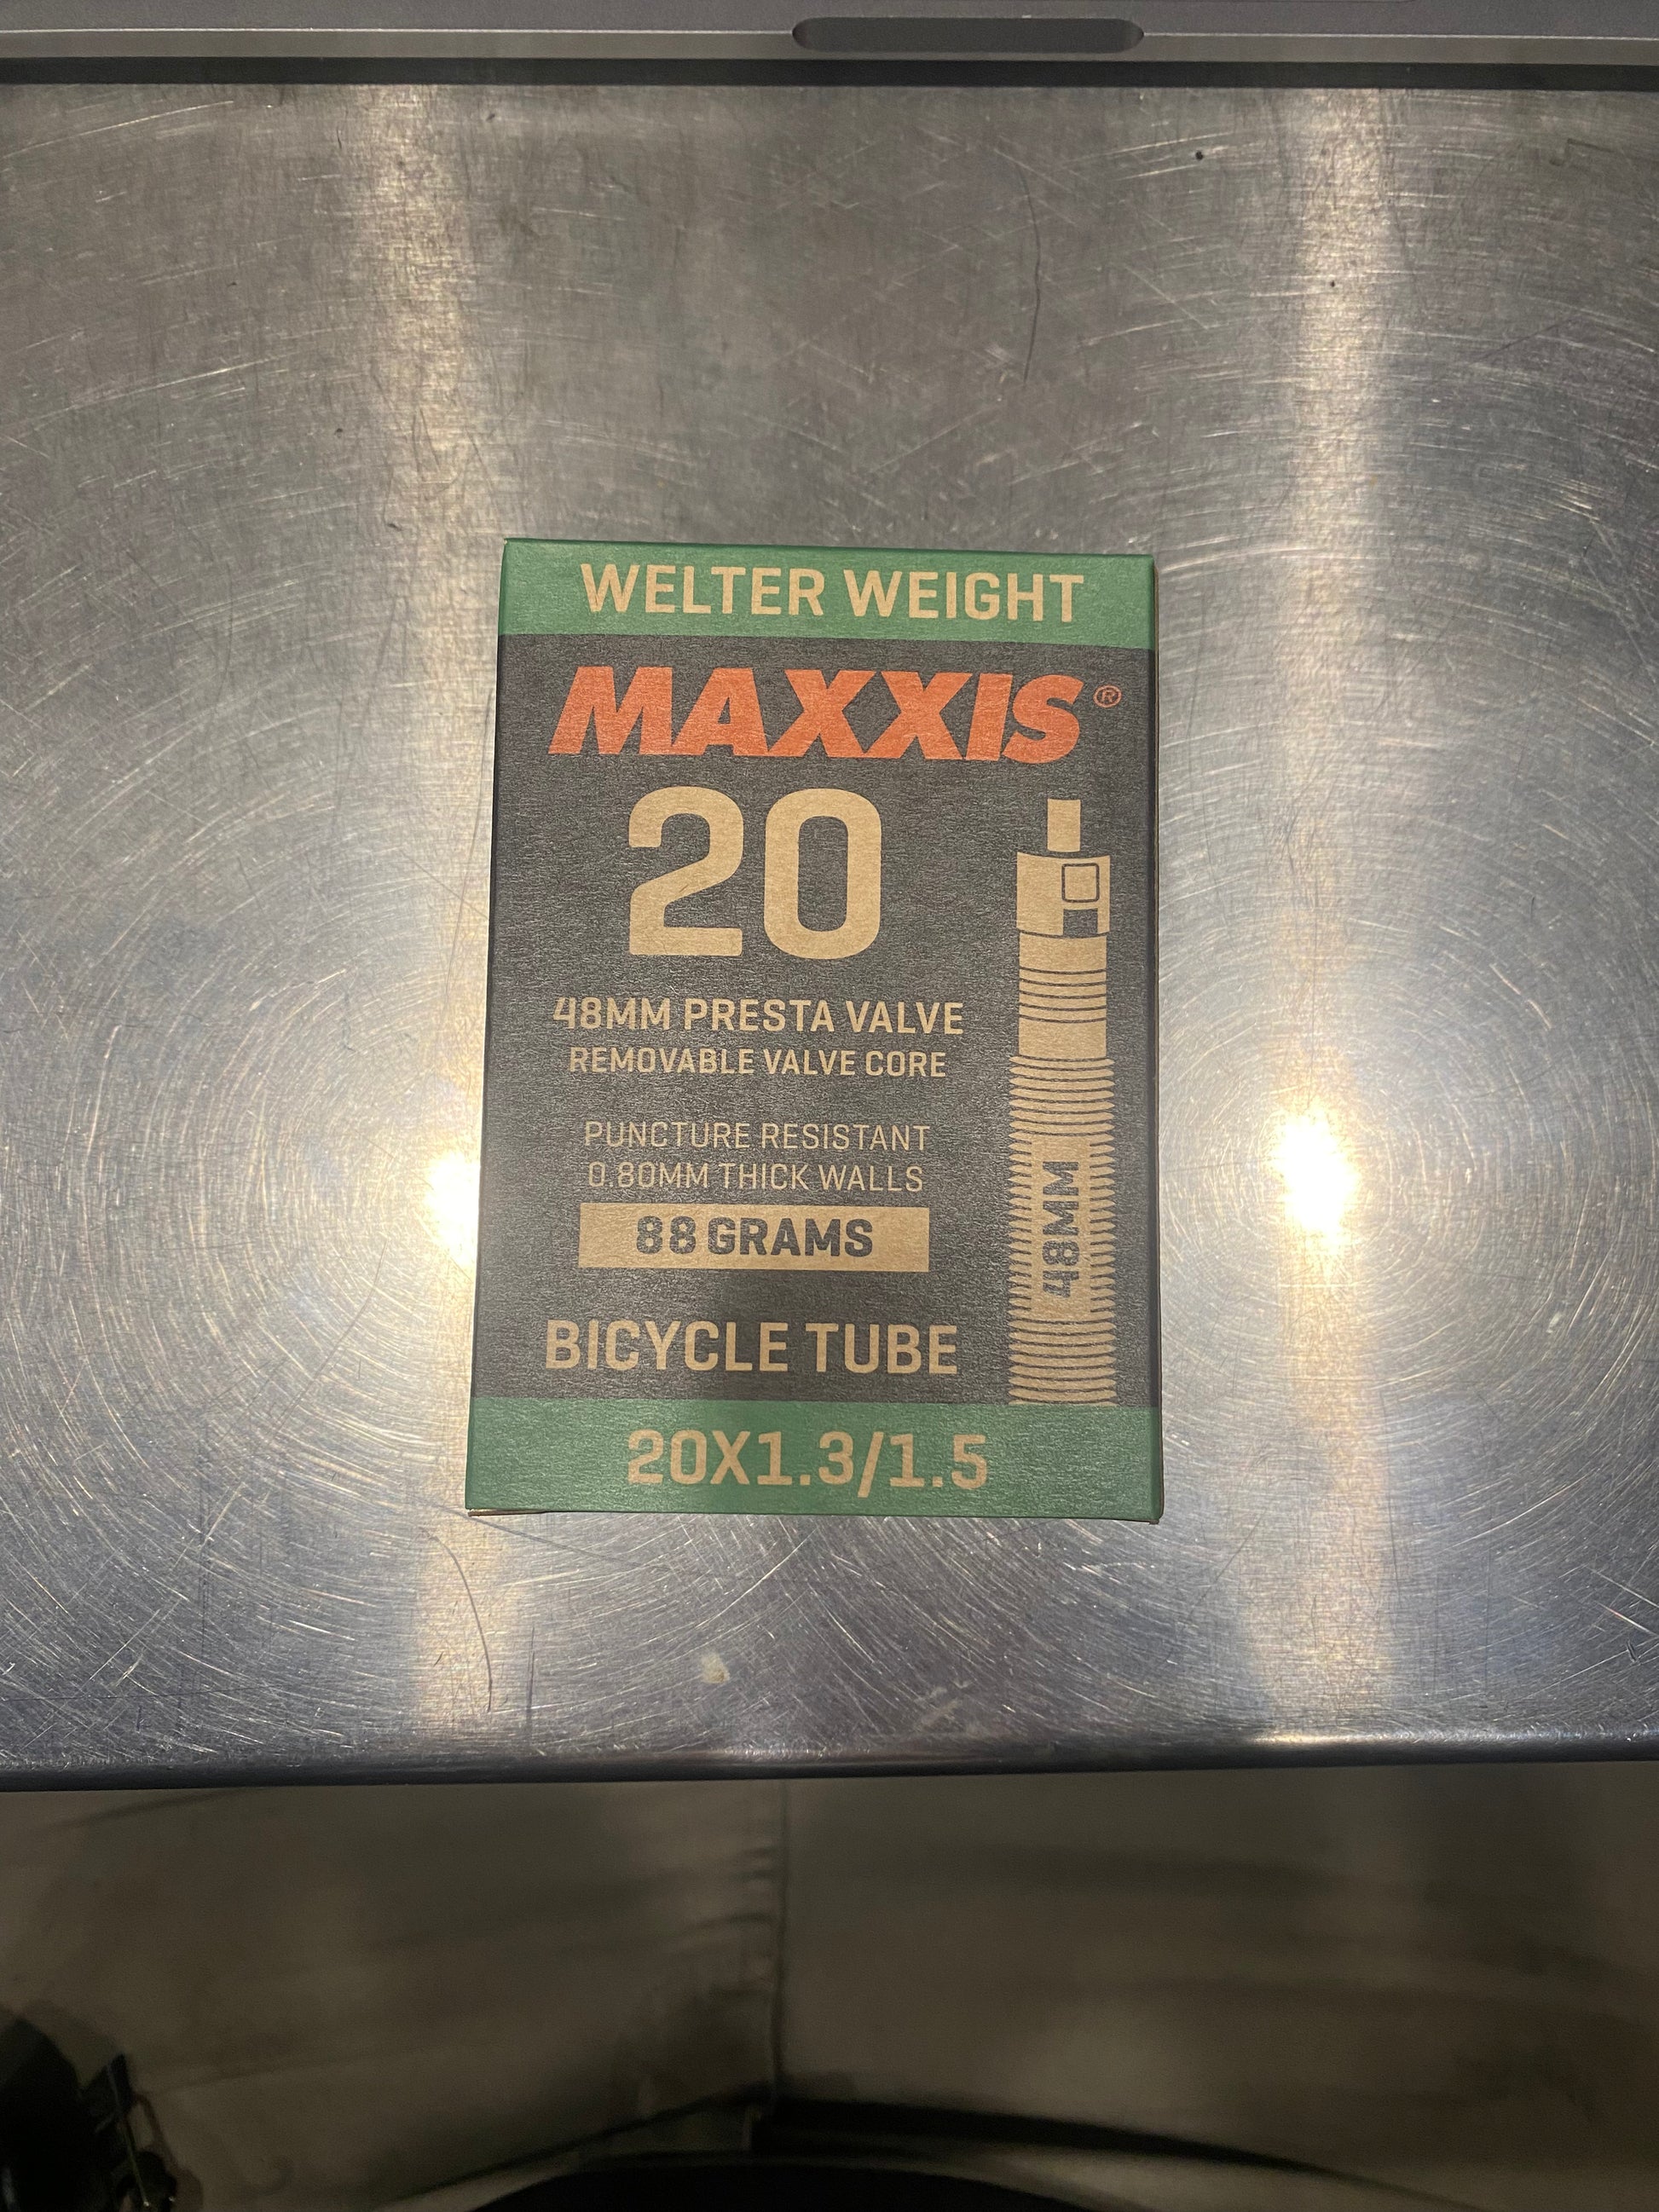 WELTER WEIGHT
MAXXIS®
20
48MM PRESTA VALVE
REMOVABLE VALVE CORE
PUNCTURE RESISTANT
0.80MM THICK WALLS
88 GRAMS
48MM
BICYCLE TUBE
20X1.3/1.5